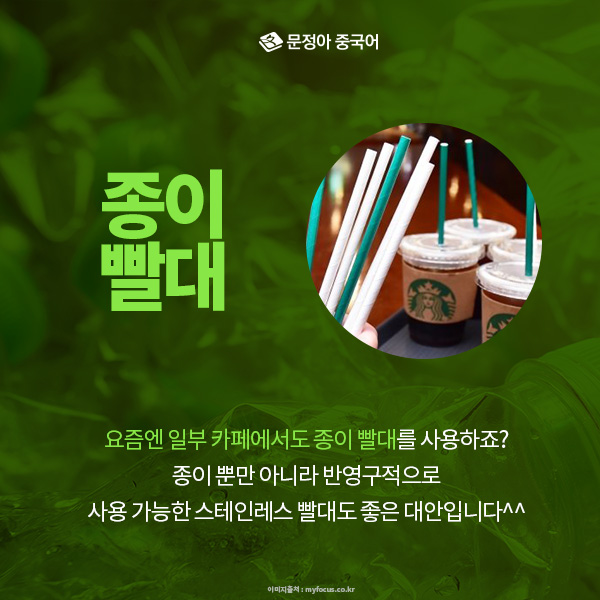 문정아 중국어
종이
빨대
요즘엔 일부 카페에서도 종이 빨대를 사용하죠?
종이 뿐만 아니라 반영구적으로
사용 가능한 스테인레스 빨대도 좋은 대안입니다^^
이미지출처 : myfocus.co.kr